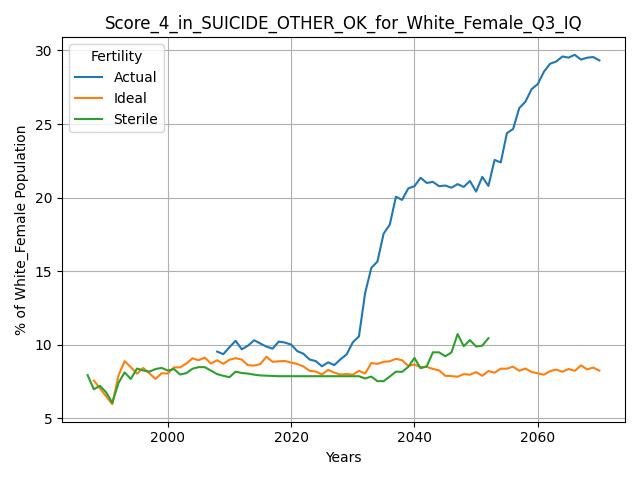 Score_4_in_SUICIDE_OTHER_OK_for_White_Female_Q3_IQ
Fertility
Actual
Ideal
Sterile
% of White_Female Population
30
25
20
15
10
5
2000
2020
2040
2060
Years